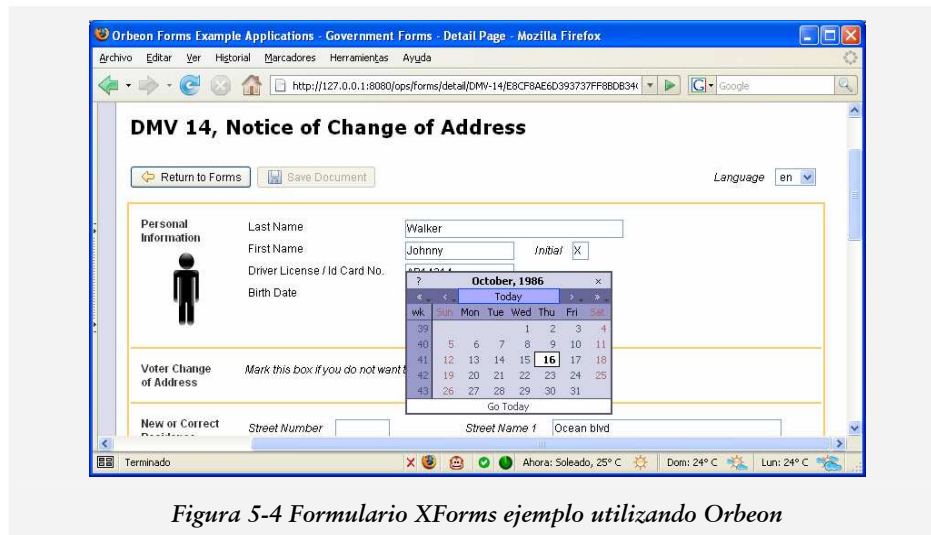 Orbeon Forms Example Applications - Government Forms - Detail Page - Mozilla Firefox
Archivo Editar Ver Historial Marcadores Herramientas Ayuda
http://127.0.0.1:8080/ops/forms/detail/DMV-14/E8CF8AE6D393737FF8BDB34( G Google
DMV 14, Notice of Change of Address
Return to Forms Save Document Language en
Personal Information
Last Name Walker
First Name Johnny Initial X
Driver License / Id Card No.
Birth Date
? October, 1986 ×
« ‹ Today › »
wk Sun Mon Tue Wed Thu Fri Sat
39 1 2 3 4
40 5 6 7 8 9 10 11
41 12 13 14 15 16 17 18
42 19 20 21 22 23 24 25
43 26 27 28 29 30 31
Go Today
Voter Change of Address
Mark this box if you do not want
New or Correct
Street Number Street Name 1 Ocean blvd
Terminado Ahora: Soleado, 25° C Dom: 24° C Lun: 24° C
Figura 5-4 Formulario XForms ejemplo utilizando Orbeon